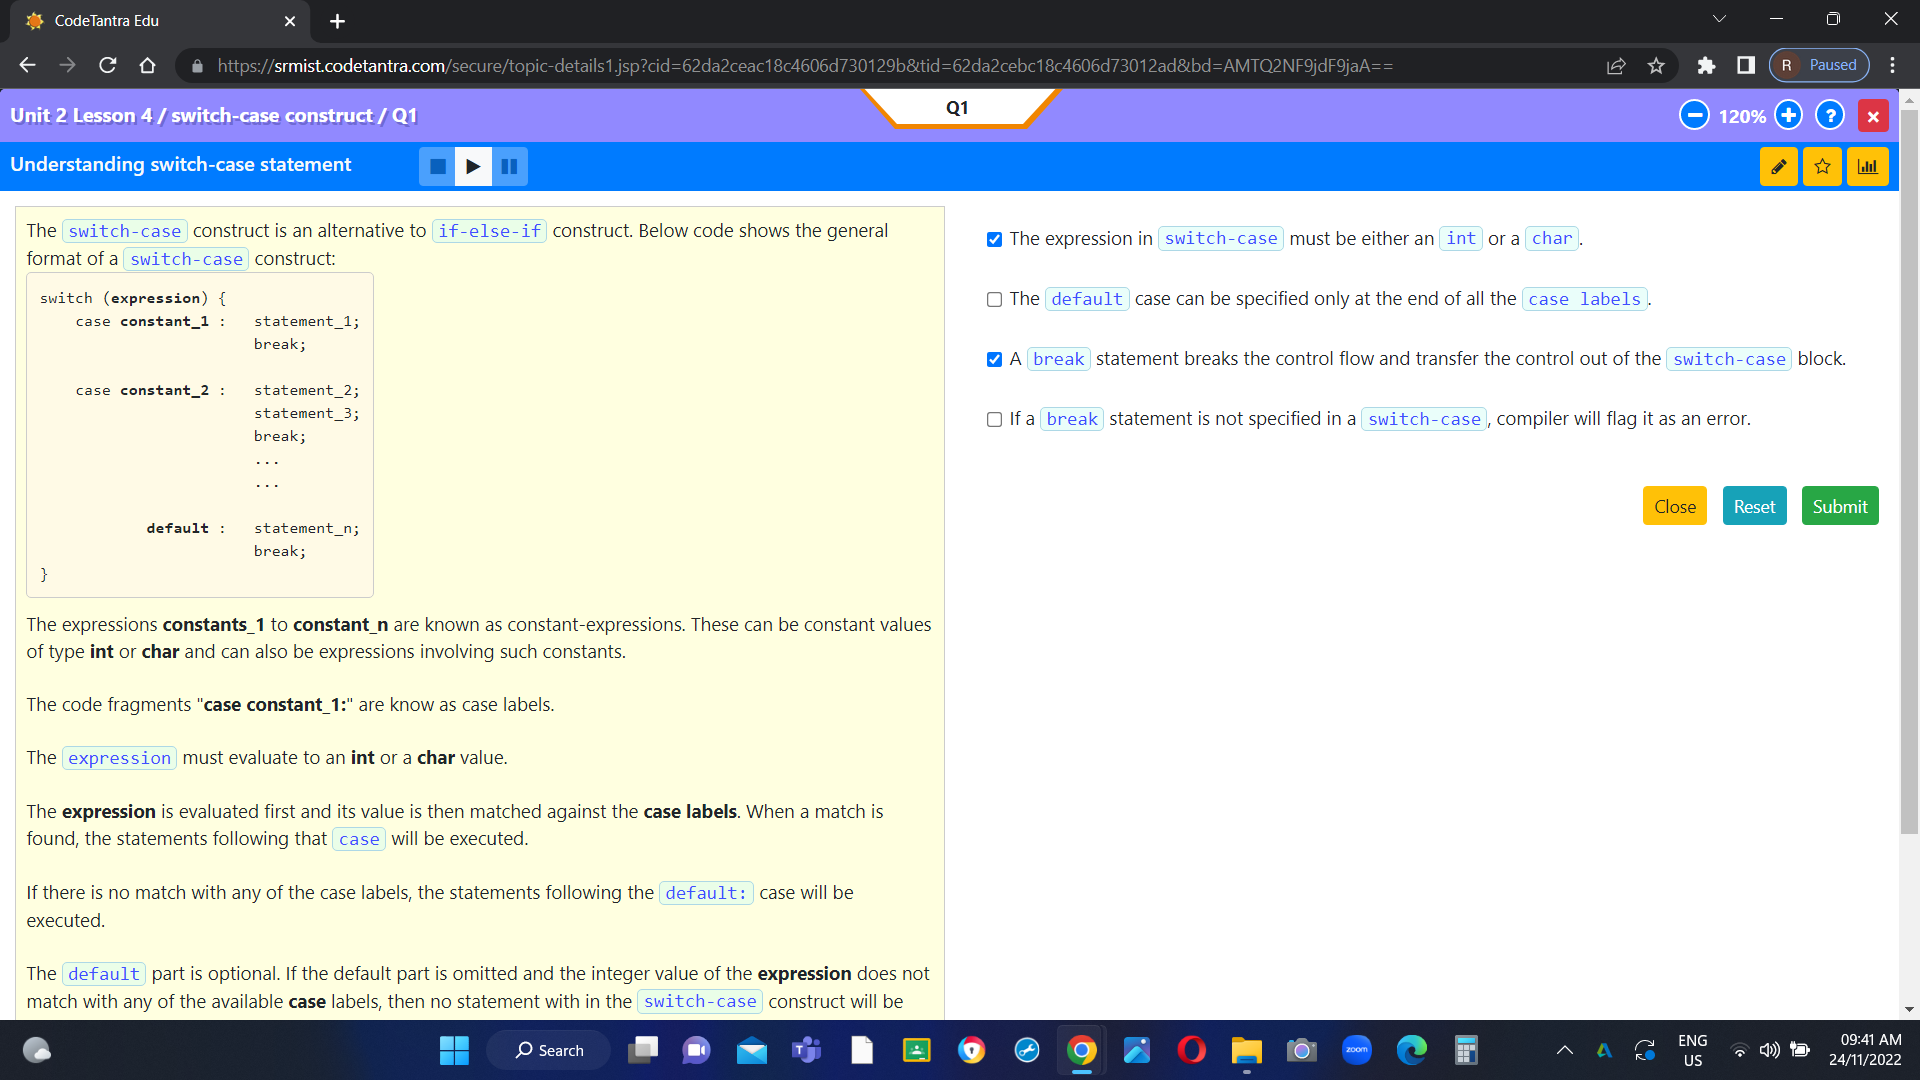 CodeTantra Edu
https://srmist.codetantra.com/secure/topic-details1.jsp?cid=62da2ceac18c4606d730129b&tid=62da2cebc18c4606d73012ad&bd=AMTQ2NF9jdF9jaA==
R Paused
Unit 2 Lesson 4 / switch-case construct / Q1
Q1
120%
?
Understanding switch-case statement
The switch-case construct is an alternative to if-else-if construct. Below code shows the general
format of a switch-case construct:
switch (expression) {
case constant_1 : statement_1;
break;
case constant_2 : statement_2;
statement_3;
break;
...
...
default : statement_n;
break;
}
The expressions constants_1 to constant_n are known as constant-expressions. These can be constant values
of type int or char and can also be expressions involving such constants.
The code fragments "case constant_1:" are know as case labels.
The expression must evaluate to an int or a char value.
The expression is evaluated first and its value is then matched against the case labels. When a match is
found, the statements following that case will be executed.
If there is no match with any of the case labels, the statements following the default: case will be
executed.
The default part is optional. If the default part is omitted and the integer value of the expression does not
match with any of the available case labels, then no statement with in the switch-case construct will be
The expression in switch-case must be either an int or a char.
The default case can be specified only at the end of all the case labels.
A break statement breaks the control flow and transfer the control out of the switch-case block.
If a break statement is not specified in a switch-case, compiler will flag it as an error.
Close
Reset
Submit
Search
zoom
ENG
US
09:41 AM
24/11/2022